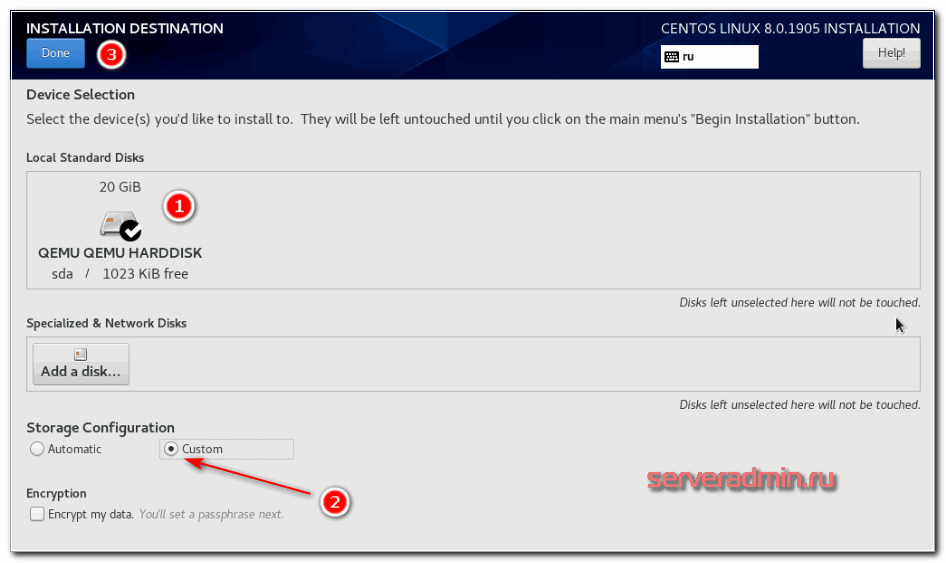 INSTALLATION DESTINATION
CENTOS LINUX 8.0.1905 INSTALLATION
Done
3
ru
Help!
Device Selection
Select the device(s) you'd like to install to.  They will be left untouched until you click on the main menu's "Begin Installation" button.
Local Standard Disks
20 GiB
1
QEMU QEMU HARDDISK
sda / 1023 KiB free
Disks left unselected here will not be touched.
Specialized & Network Disks
Add a disk...
Disks left unselected here will not be touched.
Storage Configuration
Automatic
Custom
serveradmin.ru
2
Encryption
Encrypt my data. You'll set a passphrase next.